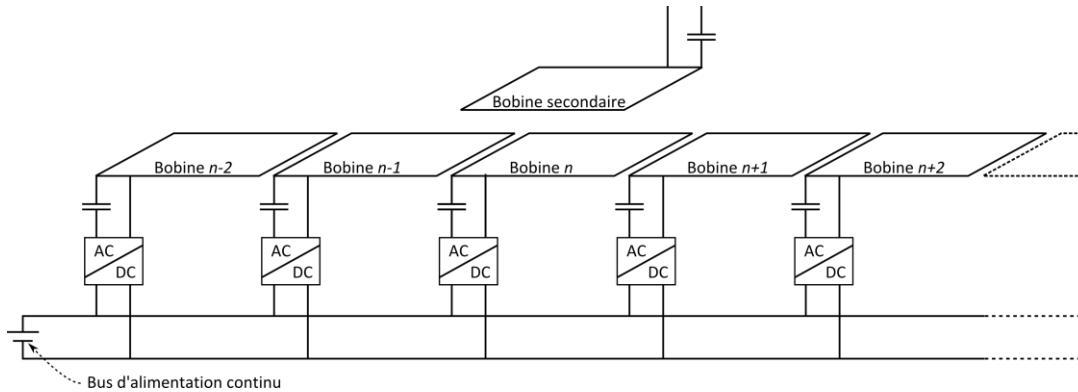 Bobine secondaire
Bobine n-2
Bobine n-1
Bobine n
Bobine n+1
Bobine n+2
AC
DC
AC
DC
AC
DC
AC
DC
AC
DC
Bus d'alimentation continu